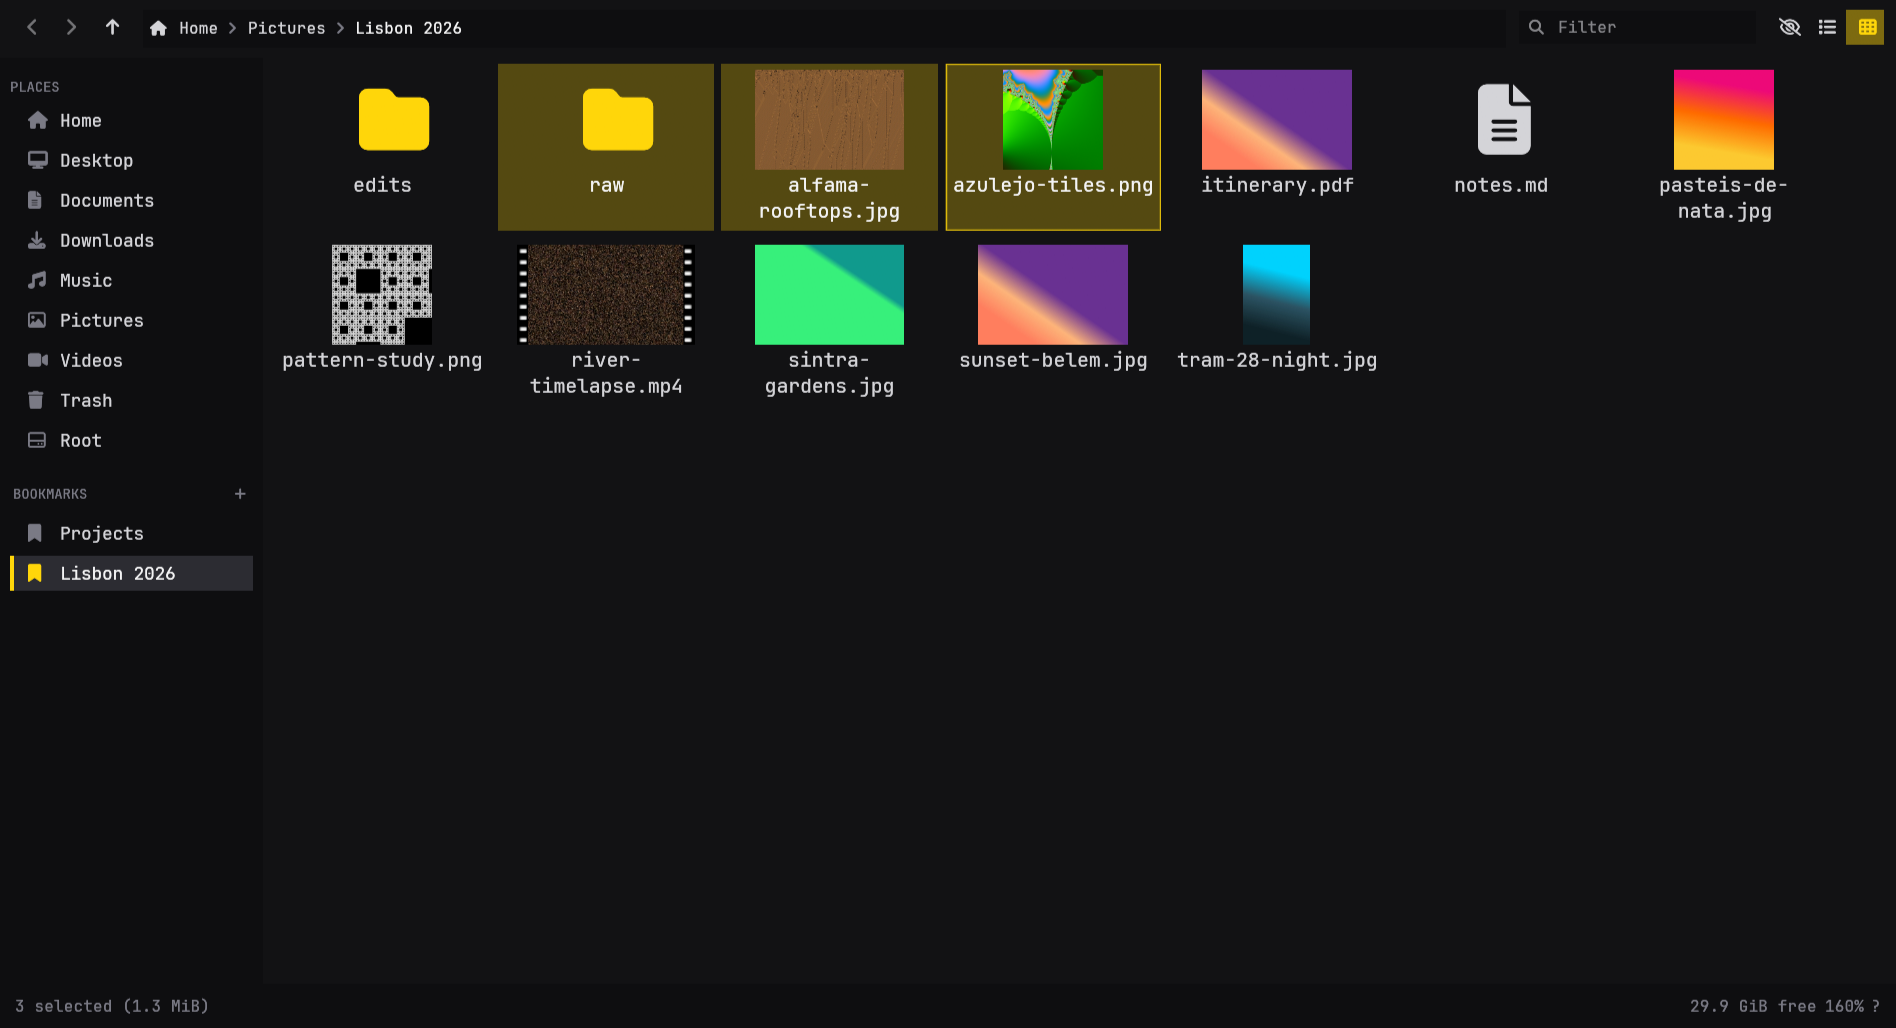 Home
Pictures
Lisbon 2026
Filter
PLACES
Home
Desktop
Documents
Downloads
Music
Pictures
Videos
Trash
Root
BOOKMARKS
+
Projects
Lisbon 2026
edits
raw
alfama-
rooftops.jpg
azulejo-tiles.png
itinerary.pdf
notes.md
pasteis-de-
nata.jpg
pattern-study.png
river-
timelapse.mp4
sintra-
gardens.jpg
sunset-belem.jpg
tram-28-night.jpg
3 selected (1.3 MiB)
29.9 GiB free 160% ?